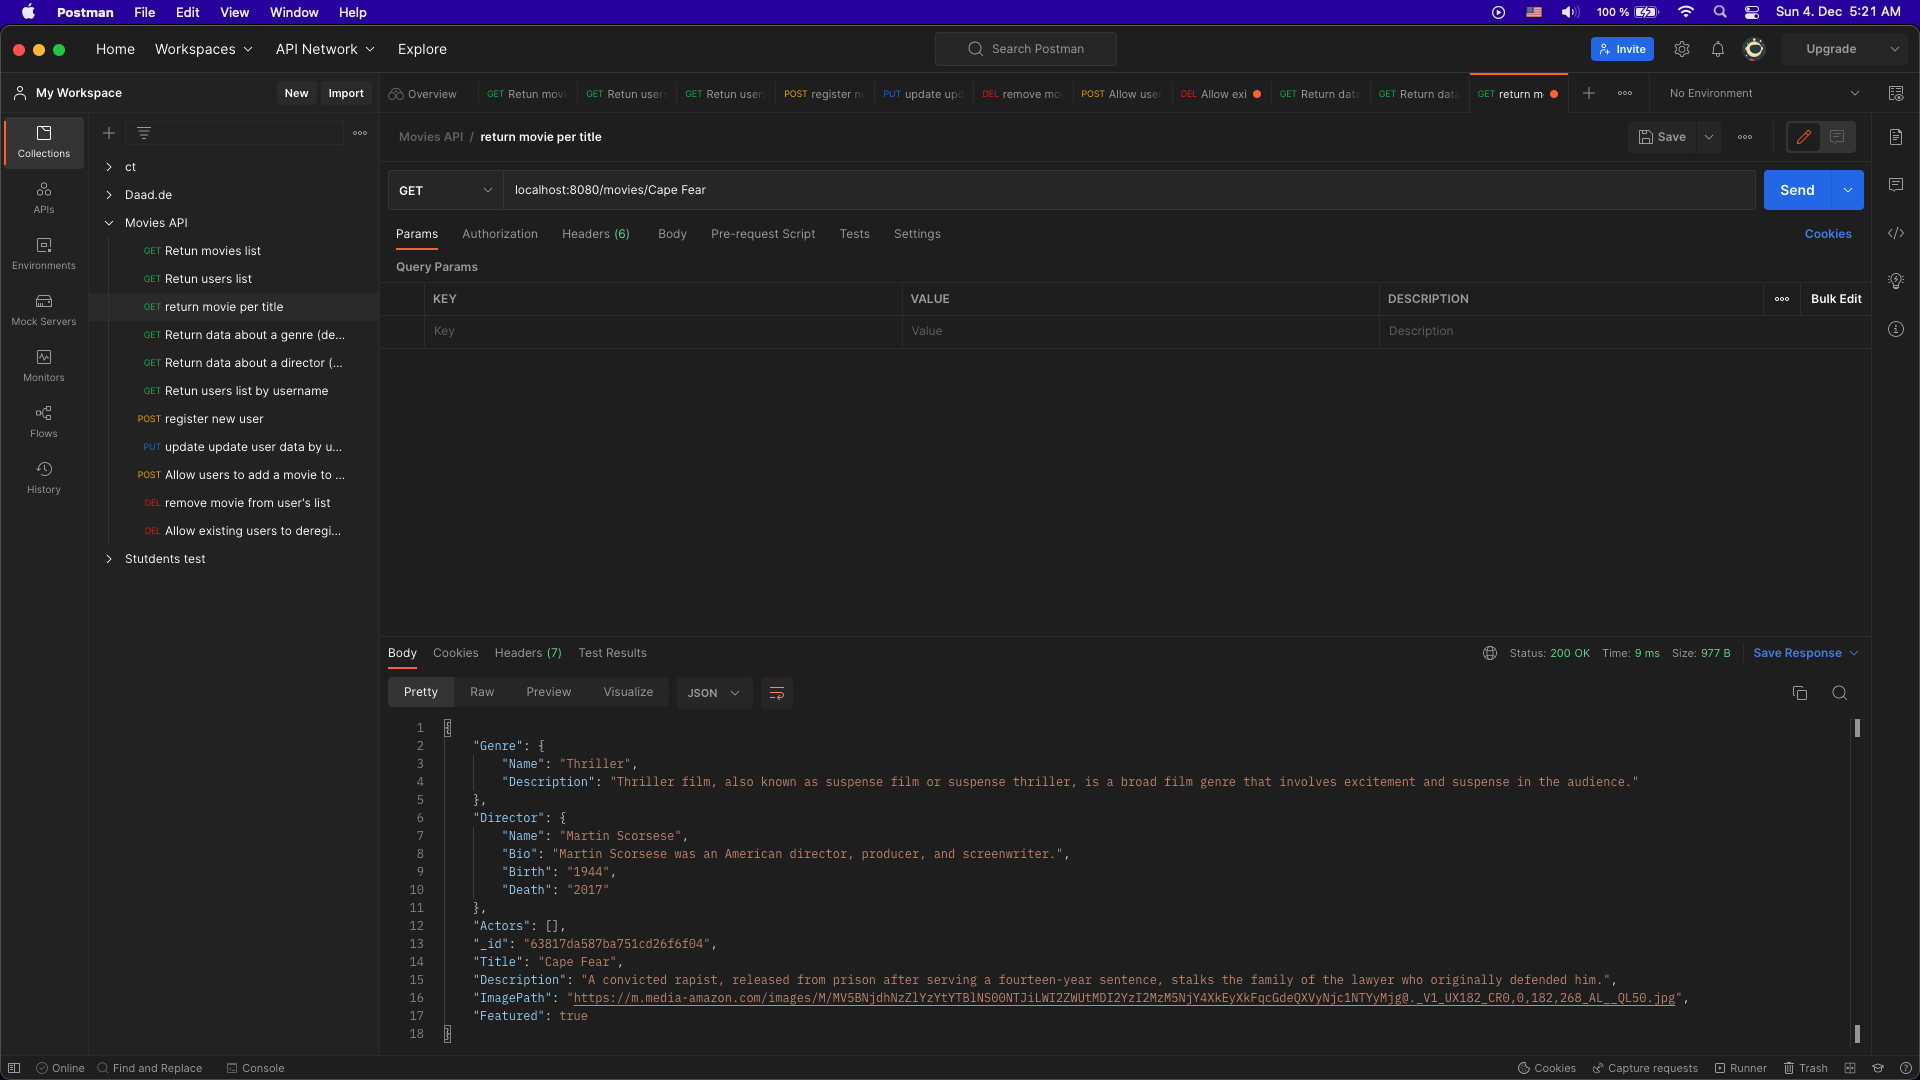 Postman File Edit View Window Help 100 % Sun 4. Dec 5:21 AM
Home Workspaces API Network Explore Search Postman Invite Upgrade
My Workspace New Import
Overview GET Retun movi GET Retun user GET Retun user POST register n PUT update upd DEL remove mo POST Allow user DEL Allow exi GET Return data GET Return data GET return m No Environment
Collections
APIs
Environments
Mock Servers
Monitors
Flows
History
ct
Daad.de
Movies API
GET Retun movies list
GET Retun users list
GET return movie per title
GET Return data about a genre (de...
GET Return data about a director (...
GET Retun users list by username
POST register new user
PUT update update user data by u...
POST Allow users to add a movie to ...
DEL remove movie from user's list
DEL Allow existing users to deregi...
Stutdents test
Movies API / return movie per title Save
GET localhost:8080/movies/Cape Fear Send
Params Authorization Headers (6) Body Pre-request Script Tests Settings Cookies
Query Params
KEY VALUE DESCRIPTION Bulk Edit
Key Value Description
Body Cookies Headers (7) Test Results Status: 200 OK Time: 9 ms Size: 977 B Save Response
Pretty Raw Preview Visualize JSON
1 {
2 "Genre": {
3 "Name": "Thriller",
4 "Description": "Thriller film, also known as suspense film or suspense thriller, is a broad film genre that involves excitement and suspense in the audience."
5 },
6 "Director": {
7 "Name": "Martin Scorsese",
8 "Bio": "Martin Scorsese was an American director, producer, and screenwriter.",
9 "Birth": "1944",
10 "Death": "2017"
11 },
12 "Actors": [],
13 "_id": "63817da587ba751cd26f6f04",
14 "Title": "Cape Fear",
15 "Description": "A convicted rapist, released from prison after serving a fourteen-year sentence, stalks the family of the lawyer who originally defended him.",
16 "ImagePath": "https://m.media-amazon.com/images/M/MV5BNjdhNzZlYzYtYTBlNS00NTJiLWI2ZWUtMDI2YzI2MzM5NjY4XkEyXkFqcGdeQXVyNjc1NTYyMjg@._V1_UX182_CR0,0,182,268_AL__QL50.jpg",
17 "Featured": true
18 }
Online Find and Replace Console Cookies Capture requests Runner Trash